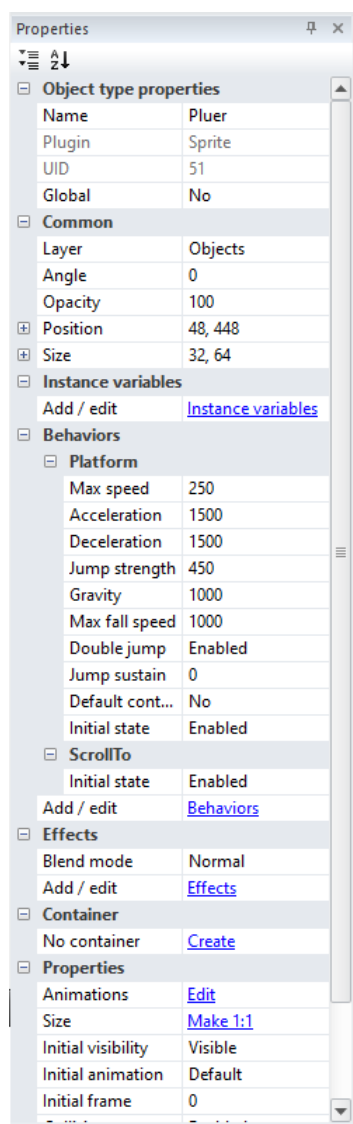 Properties
Object type properties
Name Pluer
Plugin Sprite
UID 51
Global No
Common
Layer Objects
Angle 0
Opacity 100
Position 48, 448
Size 32, 64
Instance variables
Add / edit Instance variables
Behaviors
Platform
Max speed 250
Acceleration 1500
Deceleration 1500
Jump strength 450
Gravity 1000
Max fall speed 1000
Double jump Enabled
Jump sustain 0
Default cont... No
Initial state Enabled
ScrollTo
Initial state Enabled
Add / edit Behaviors
Effects
Blend mode Normal
Add / edit Effects
Container
No container Create
Properties
Animations Edit
Size Make 1:1
Initial visibility Visible
Initial animation Default
Initial frame 0